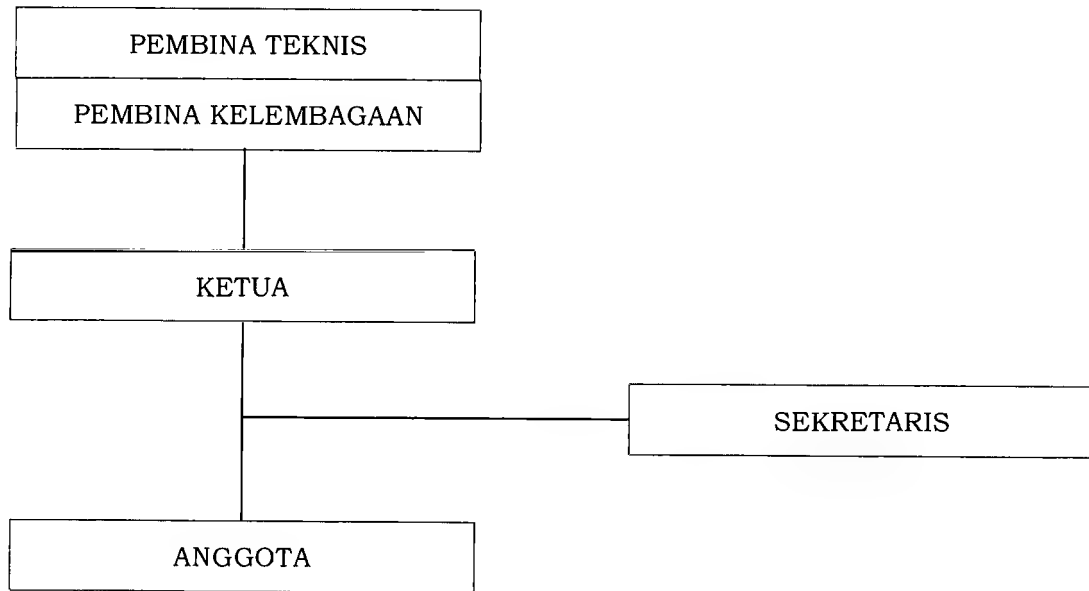 PEMBINA TEKNIS
PEMBINA KELEMBAGAAN
KETUA
SEKRETARIS
ANGGOTA